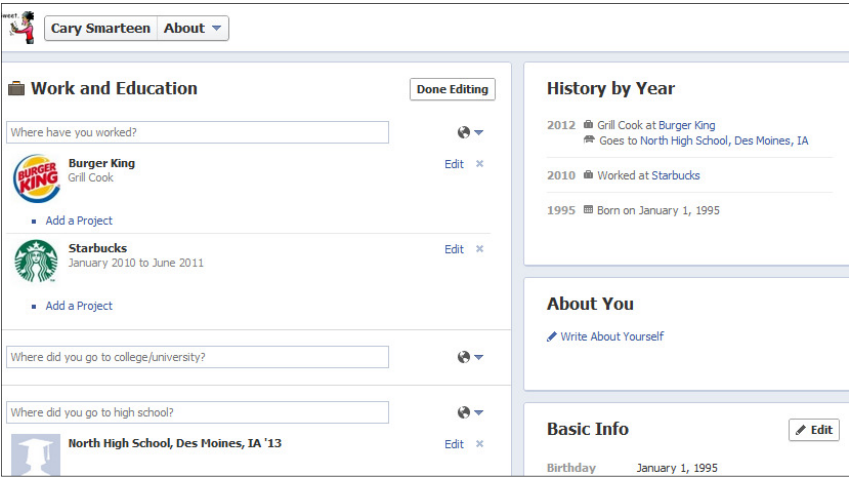 WEET.
Cary Smarteen About
Work and Education
Done Editing
Where have you worked?
BURGER KING
Burger King
Edit ×
Grill Cook
Add a Project
Starbucks
Edit ×
January 2010 to June 2011
Add a Project
Where did you go to college/university?
Where did you go to high school?
North High School, Des Moines, IA '13
Edit ×
History by Year
2012 Grill Cook at Burger King
Goes to North High School, Des Moines, IA
2010 Worked at Starbucks
1995 Born on January 1, 1995
About You
Write About Yourself
Basic Info
Edit
Birthday January 1, 1995